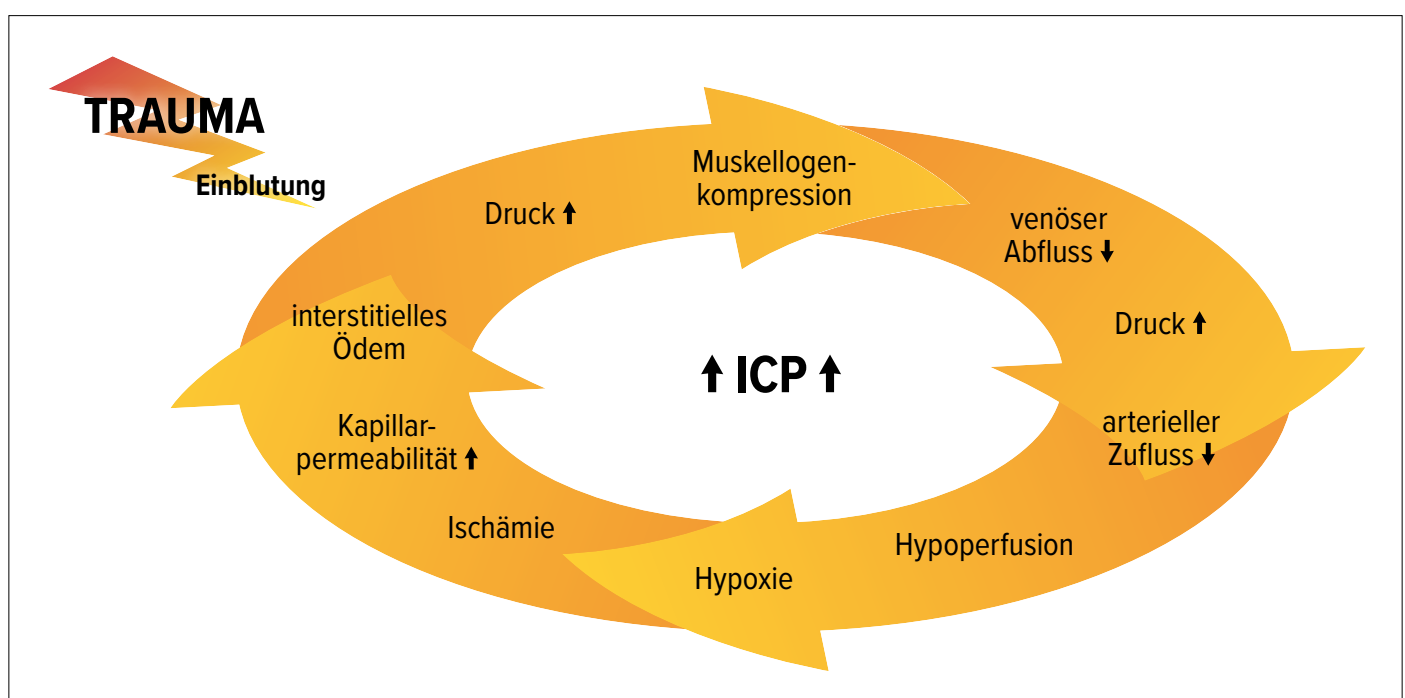 TRAUMA
Einblutung
Druck ↑
Muskellogen-
kompression
venöser
Abfluss ↓
Druck ↑
arterieller
Zufluss ↓
Hypoperfusion
Hypoxie
Ischämie
Kapillar-
permeabilität ↑
interstitielles
Ödem
↑ ICP ↑